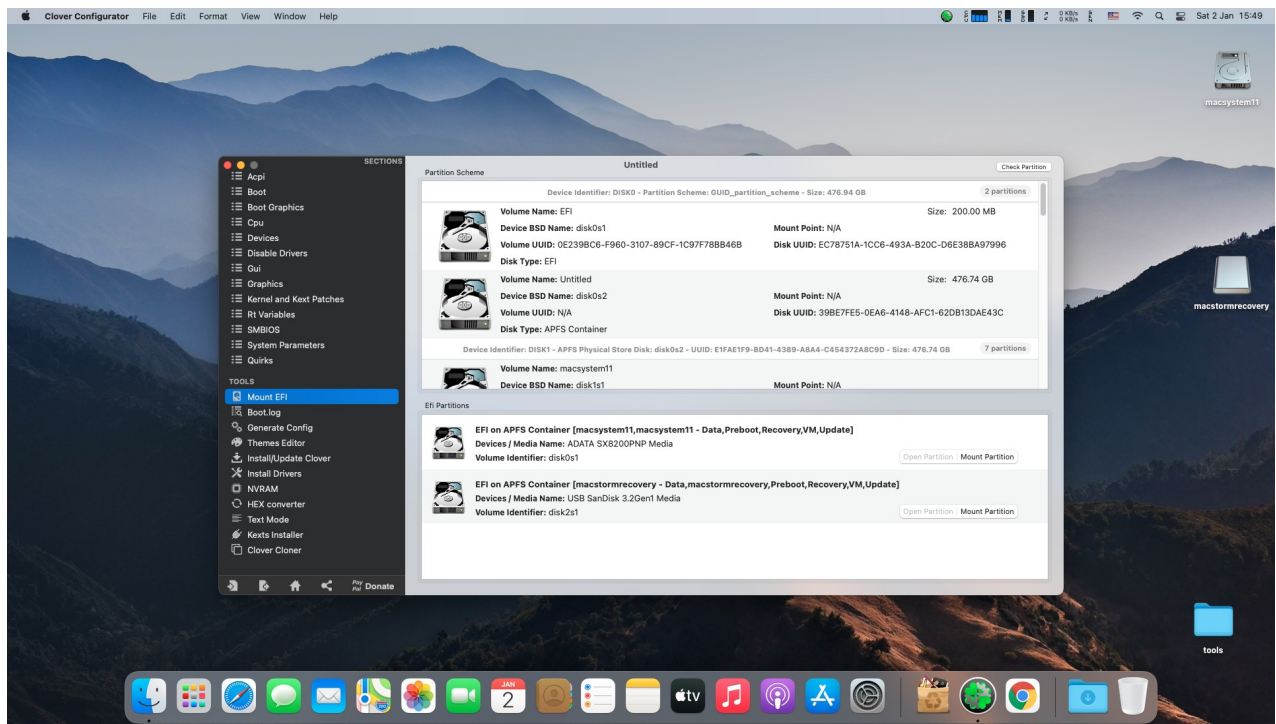 Clover Configurator File Edit Format View Window Help
0 KB/s
0 KB/s
Sat 2 Jan 15:49
macsystem11
macstormrecovery
tools
SECTIONS
Acpi
Boot
Boot Graphics
Cpu
Devices
Disable Drivers
Gui
Graphics
Kernel and Kext Patches
Rt Variables
SMBIOS
System Parameters
Quirks
TOOLS
Mount EFI
Boot.log
Generate Config
Themes Editor
Install/Update Clover
Install Drivers
NVRAM
HEX converter
Text Mode
Kexts Installer
Clover Cloner
Pay
Pal Donate
Untitled
Check Partition
Partition Scheme
Device Identifier: DISK0 - Partition Scheme: GUID_partition_scheme - Size: 476.94 GB 2 partitions
Volume Name: EFI Size: 200.00 MB
Device BSD Name: disk0s1 Mount Point: N/A
Volume UUID: 0E239BC6-F960-3107-89CF-1C97F78BB46B Disk UUID: EC78751A-1CC6-493A-B20C-D6E38BA97996
Disk Type: EFI
Volume Name: Untitled Size: 476.74 GB
Device BSD Name: disk0s2 Mount Point: N/A
Volume UUID: N/A Disk UUID: 39BE7FE5-0EA6-4148-AFC1-62DB13DAE43C
Disk Type: APFS Container
Device Identifier: DISK1 - APFS Physical Store Disk: disk0s2 - UUID: E1FAE1F9-BD41-4389-A8A4-C454372A8C9D - Size: 476.74 GB 7 partitions
Volume Name: macsystem11
Device BSD Name: disk1s1 Mount Point: N/A
Efi Partitions
EFI on APFS Container [macsystem11,macsystem11 - Data,Preboot,Recovery,VM,Update]
Devices / Media Name: ADATA SX8200PNP Media
Volume Identifier: disk0s1 Open Partition Mount Partition
EFI on APFS Container [macstormrecovery - Data,macstormrecovery,Preboot,Recovery,VM,Update]
Devices / Media Name: USB SanDisk 3.2Gen1 Media
Volume Identifier: disk2s1 Open Partition Mount Partition
JAN
2
tv